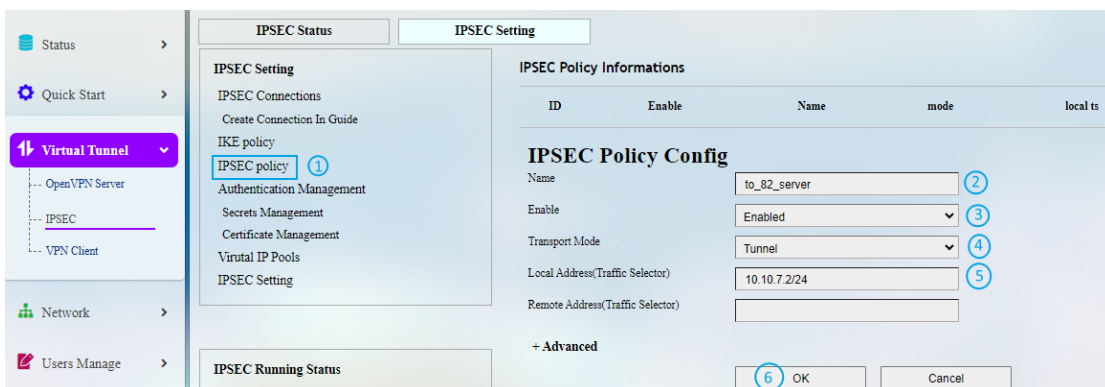 IPSEC Status
IPSEC Setting
Status
Quick Start
Virtual Tunnel
OpenVPN Server
IPSEC
VPN Client
Network
Users Manage
IPSEC Setting
IPSEC Connections
Create Connection In Guide
IKE policy
IPSEC policy 1
Authentication Management
Secrets Management
Certificate Management
Virutal IP Pools
IPSEC Setting
IPSEC Running Status
IPSEC Policy Informations
ID Enable Name mode local ts
IPSEC Policy Config
Name to_82_server 2
Enable Enabled 3
Transport Mode Tunnel 4
Local Address(Traffic Selector) 10.10.7.2/24 5
Remote Address(Traffic Selector)
+ Advanced
6 OK Cancel